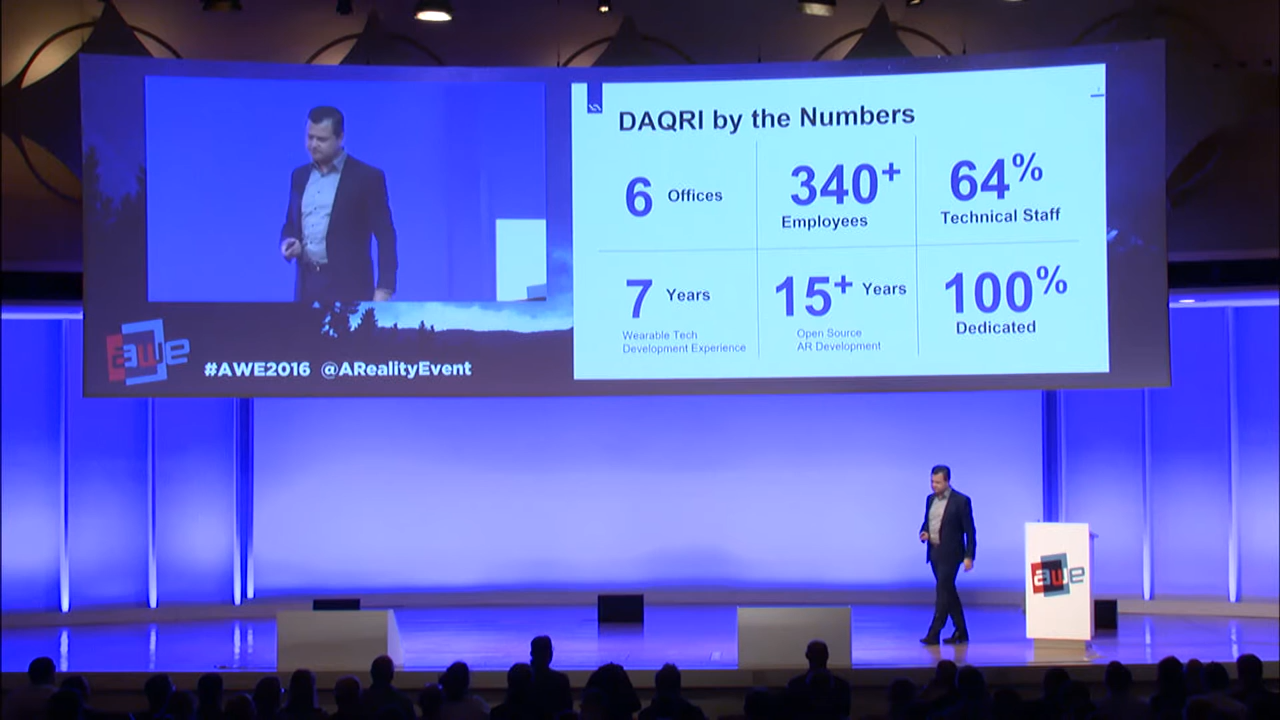 DAQRI by the Numbers
6 Offices
340+
Employees
64%
Technical Staff
7 Years
Wearable Tech
Development Experience
15+ Years
Open Source
AR Development
100%
Dedicated
awe
#AWE2016 @ARealityEvent
awe